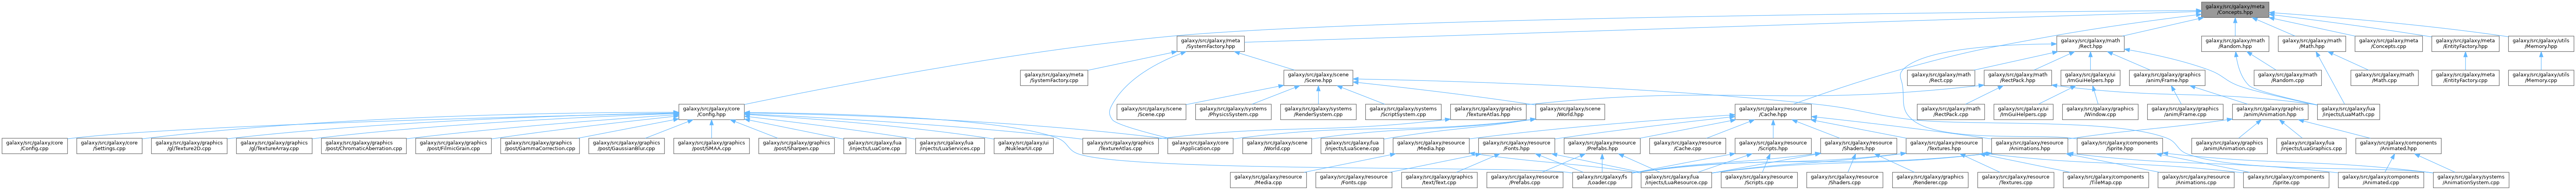 galaxy/src/galaxy/meta
/Concepts.hpp
galaxy/src/galaxy/meta
/SystemFactory.hpp
galaxy/src/galaxy/math
/Rect.hpp
galaxy/src/galaxy/math
/Random.hpp
galaxy/src/galaxy/math
/Math.hpp
galaxy/src/galaxy/meta
/Concepts.cpp
galaxy/src/galaxy/meta
/EntityFactory.hpp
galaxy/src/galaxy/utils
/Memory.hpp
galaxy/src/galaxy/meta
/SystemFactory.cpp
galaxy/src/galaxy/scene
/Scene.hpp
galaxy/src/galaxy/math
/Rect.cpp
galaxy/src/galaxy/math
/RectPack.hpp
galaxy/src/galaxy/ui
/ImGuiHelpers.hpp
galaxy/src/galaxy/graphics
/anim/Frame.hpp
galaxy/src/galaxy/math
/Random.cpp
galaxy/src/galaxy/math
/Math.cpp
galaxy/src/galaxy/meta
/EntityFactory.cpp
galaxy/src/galaxy/utils
/Memory.cpp
galaxy/src/galaxy/core
/Config.hpp
galaxy/src/galaxy/scene
/Scene.cpp
galaxy/src/galaxy/systems
/PhysicsSystem.cpp
galaxy/src/galaxy/systems
/RenderSystem.cpp
galaxy/src/galaxy/systems
/ScriptSystem.cpp
galaxy/src/galaxy/graphics
/TextureAtlas.hpp
galaxy/src/galaxy/scene
/World.hpp
galaxy/src/galaxy/resource
/Cache.hpp
galaxy/src/galaxy/math
/RectPack.cpp
galaxy/src/galaxy/ui
/ImGuiHelpers.cpp
galaxy/src/galaxy/graphics
/Window.cpp
galaxy/src/galaxy/graphics
/anim/Frame.cpp
galaxy/src/galaxy/graphics
/anim/Animation.hpp
galaxy/src/galaxy/lua
/injects/LuaMath.cpp
galaxy/src/galaxy/core
/Config.cpp
galaxy/src/galaxy/core
/Settings.cpp
galaxy/src/galaxy/graphics
/gl/Texture2D.cpp
galaxy/src/galaxy/graphics
/gl/TextureArray.cpp
galaxy/src/galaxy/graphics
/post/ChromaticAberration.cpp
galaxy/src/galaxy/graphics
/post/FilmicGrain.cpp
galaxy/src/galaxy/graphics
/post/GammaCorrection.cpp
galaxy/src/galaxy/graphics
/post/GaussianBlur.cpp
galaxy/src/galaxy/graphics
/post/SMAA.cpp
galaxy/src/galaxy/graphics
/post/Sharpen.cpp
galaxy/src/galaxy/lua
/injects/LuaCore.cpp
galaxy/src/galaxy/lua
/injects/LuaServices.cpp
galaxy/src/galaxy/ui
/NuklearUI.cpp
galaxy/src/galaxy/graphics
/TextureAtlas.cpp
galaxy/src/galaxy/core
/Application.cpp
galaxy/src/galaxy/scene
/World.cpp
galaxy/src/galaxy/lua
/injects/LuaScene.cpp
galaxy/src/galaxy/resource
/Media.hpp
galaxy/src/galaxy/resource
/Fonts.hpp
galaxy/src/galaxy/resource
/Prefabs.hpp
galaxy/src/galaxy/resource
/Cache.cpp
galaxy/src/galaxy/resource
/Scripts.hpp
galaxy/src/galaxy/resource
/Shaders.hpp
galaxy/src/galaxy/resource
/Textures.hpp
galaxy/src/galaxy/resource
/Animations.hpp
galaxy/src/galaxy/components
/Sprite.hpp
galaxy/src/galaxy/graphics
/anim/Animation.cpp
galaxy/src/galaxy/lua
/injects/LuaGraphics.cpp
galaxy/src/galaxy/components
/Animated.hpp
galaxy/src/galaxy/resource
/Media.cpp
galaxy/src/galaxy/resource
/Fonts.cpp
galaxy/src/galaxy/graphics
/text/Text.cpp
galaxy/src/galaxy/resource
/Prefabs.cpp
galaxy/src/galaxy/fs
/Loader.cpp
galaxy/src/galaxy/lua
/injects/LuaResource.cpp
galaxy/src/galaxy/resource
/Scripts.cpp
galaxy/src/galaxy/resource
/Shaders.cpp
galaxy/src/galaxy/graphics
/Renderer.cpp
galaxy/src/galaxy/resource
/Textures.cpp
galaxy/src/galaxy/components
/TileMap.cpp
galaxy/src/galaxy/resource
/Animations.cpp
galaxy/src/galaxy/components
/Sprite.cpp
galaxy/src/galaxy/components
/Animated.cpp
galaxy/src/galaxy/systems
/AnimationSystem.cpp